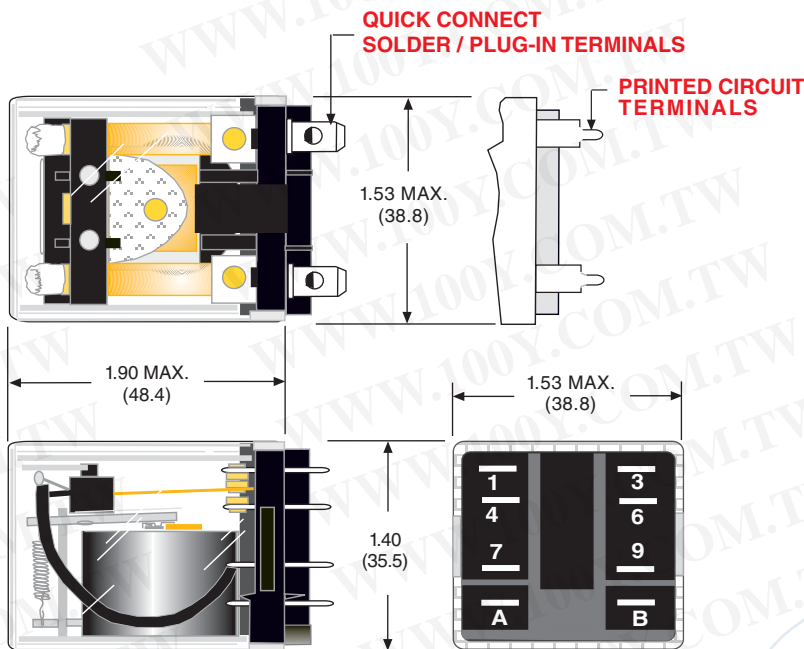 QUICK CONNECT
SOLDER / PLUG-IN TERMINALS
PRINTED CIRCUIT
TERMINALS
1.53 MAX.
(38.8)
1.90 MAX.
(48.4)
1.53 MAX.
(38.8)
1.40
(35.5)
1 3
4 6
7 9
A B
WWW.100Y.COM.TW